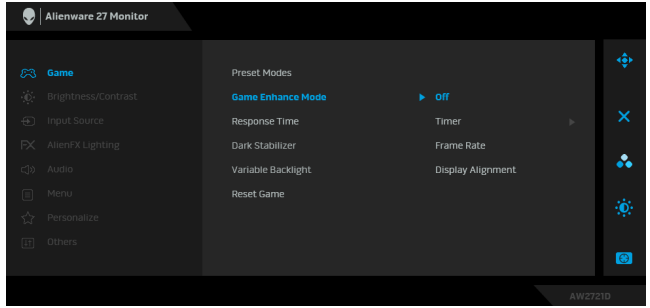 Alienware 27 Monitor
Game
Preset Modes
Brightness/Contrast
Game Enhance Mode
Off
Input Source
Response Time
Timer
AlienFX Lighting
Dark Stabilizer
Frame Rate
Audio
Variable Backlight
Display Alignment
Menu
Reset Game
Personalize
Others
AW2721D